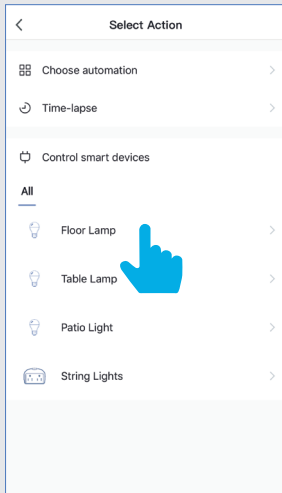 Select Action
Choose automation
Time-lapse
Control smart devices
All
Floor Lamp
Table Lamp
Patio Light
String Lights